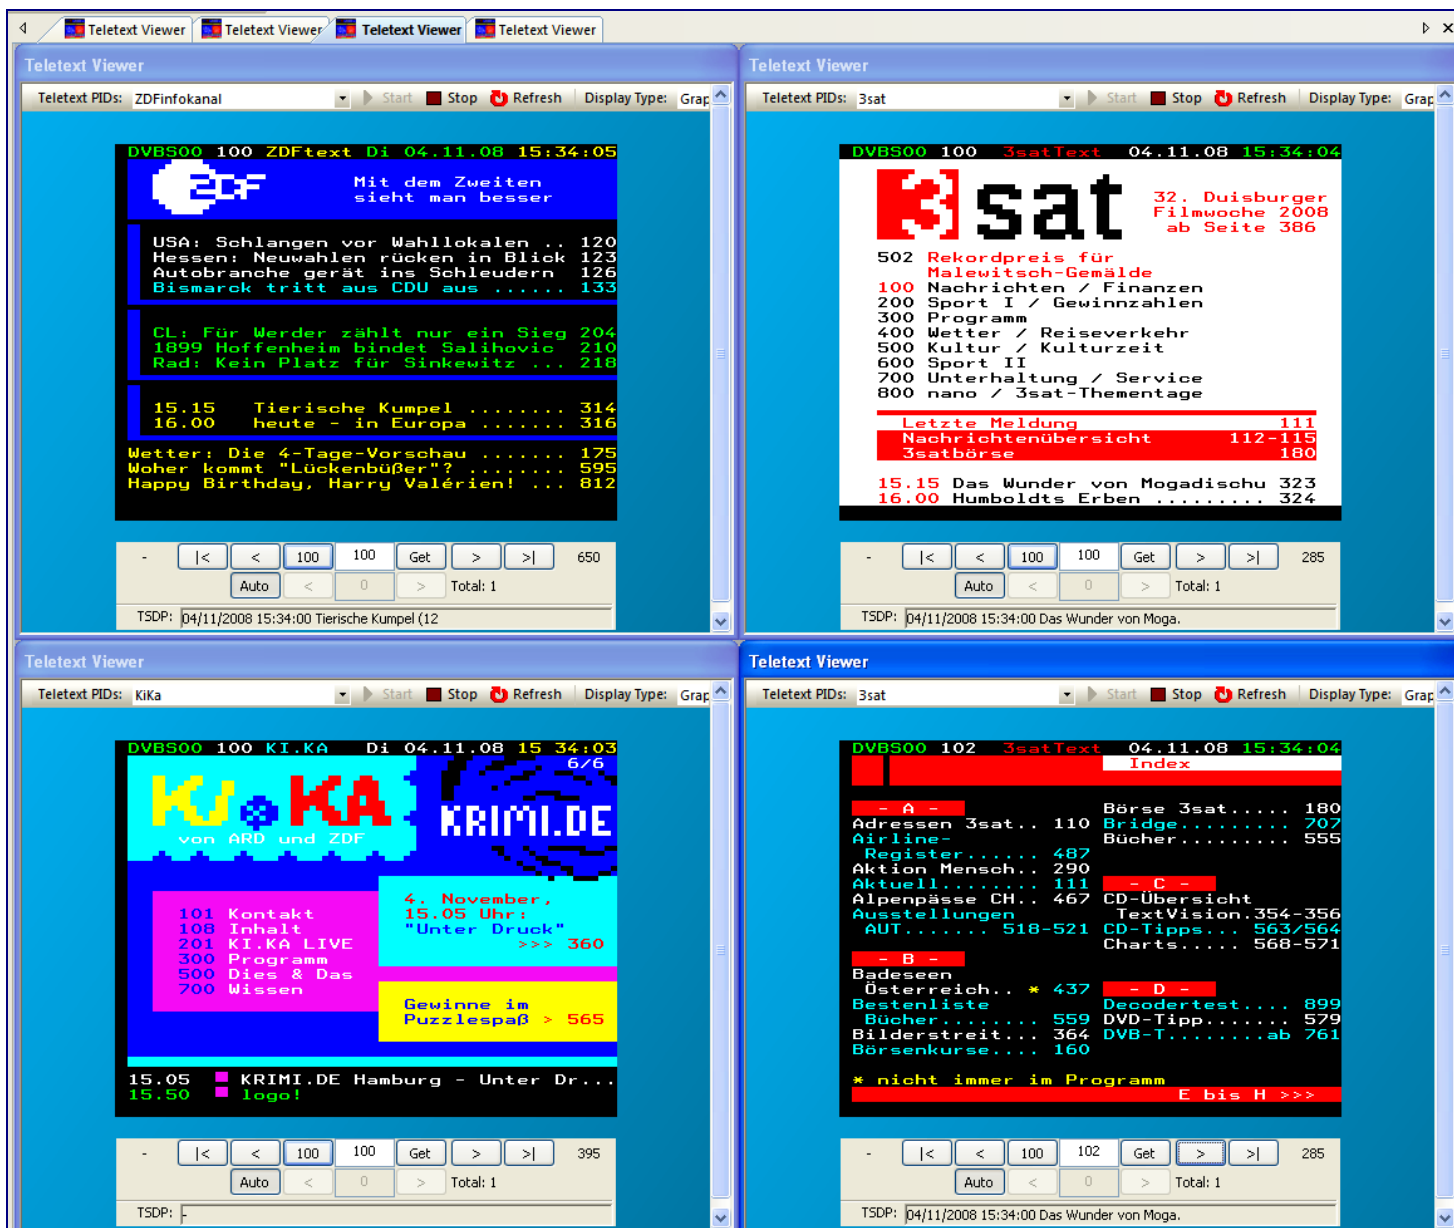 Teletext Viewer Teletext Viewer Teletext Viewer Teletext Viewer
Teletext Viewer
Teletext PIDs: ZDFinfokanal Start Stop Refresh Display Type: Grap
DVBS00 100 ZDFtext Di 04.11.08 15:34:05
ZDF
Mit dem Zweiten
sieht man besser
USA: Schlangen vor Wahllokalen .. 120
Hessen: Neuwahlen rücken in Blick 123
Autobranche gerät ins Schleudern 126
Bismarck tritt aus CDU aus ...... 133
CL: Für Werder zählt nur ein Sieg 204
1899 Hoffenheim bindet Salihovic 210
Rad: Kein Platz für Sinkewitz ... 218
15.15 Tierische Kumpel ........ 314
16.00 heute - in Europa ....... 316
Wetter: Die 4-Tage-Vorschau ...... 175
Woher kommt "Lückenbüßer"? ........ 595
Happy Birthday, Harry Valérien! ... 812
- |< < 100 100 Get > >| 650
Auto < 0 > Total: 1
TSDP: 04/11/2008 15:34:00 Tierische Kumpel (12
Teletext Viewer
Teletext PIDs: 3sat Start Stop Refresh Display Type: Grap
DVBS00 100 3satText 04.11.08 15:34:04
3sat
32. Duisburger
Filmwoche 2008
ab Seite 386
502 Rekordpreis für
Malewitsch-Gemälde
100 Nachrichten / Finanzen
200 Sport I / Gewinnzahlen
300 Programm
400 Wetter / Reiseverkehr
500 Kultur / Kulturzeit
600 Sport II
700 Unterhaltung / Service
800 nano / 3sat-Thementage
Letzte Meldung 111
Nachrichtenübersicht 112-115
3satbörse 180
15.15 Das Wunder von Mogadischu 323
16.00 Humboldts Erben ......... 324
- |< < 100 100 Get > >| 285
Auto < 0 > Total: 1
TSDP: 04/11/2008 15:34:00 Das Wunder von Moga.
Teletext Viewer
Teletext PIDs: KiKa Start Stop Refresh Display Type: Grap
DVBS00 100 KI.KA Di 04.11.08 15 34:03
6/6
KI.KA
von ARD und ZDF
KRIMI.DE
101 Kontakt
108 Inhalt
201 KI.KA LIVE
300 Programm
500 Dies & Das
700 Wissen
4. November,
15.05 Uhr:
"Unter Druck"
>>> 360
Gewinne im
Puzzlespaß > 565
15.05 KRIMI.DE Hamburg - Unter Dr...
15.50 logo!
- |< < 100 100 Get > >| 395
Auto < 0 > Total: 1
TSDP: -
Teletext Viewer
Teletext PIDs: 3sat Start Stop Refresh Display Type: Grap
DVBS00 102 3satText 04.11.08 15:34:04
Index
- A -
Adressen 3sat.. 110
Airline-
Register...... 487
Aktion Mensch.. 290
Aktuell........ 111
Alpenpässe CH.. 467
Ausstellungen
AUT....... 518-521
- B -
Badeseen
Österreich.. * 437
Bestenliste
Bücher........ 559
Bilderstreit... 364
Börsenkurse.... 160
Börse 3sat..... 180
Bridge......... 707
Bücher......... 555
- C -
CD-Übersicht
TextVision.354-356
CD-Tipps... 563/564
Charts..... 568-571
- D -
Decodertest.... 899
DVD-Tipp....... 579
DVB-T........ab 761
* nicht immer im Programm
E bis H >>>
- |< < 100 102 Get > >| 285
Auto < 0 > Total: 1
TSDP: 04/11/2008 15:34:00 Das Wunder von Moga.